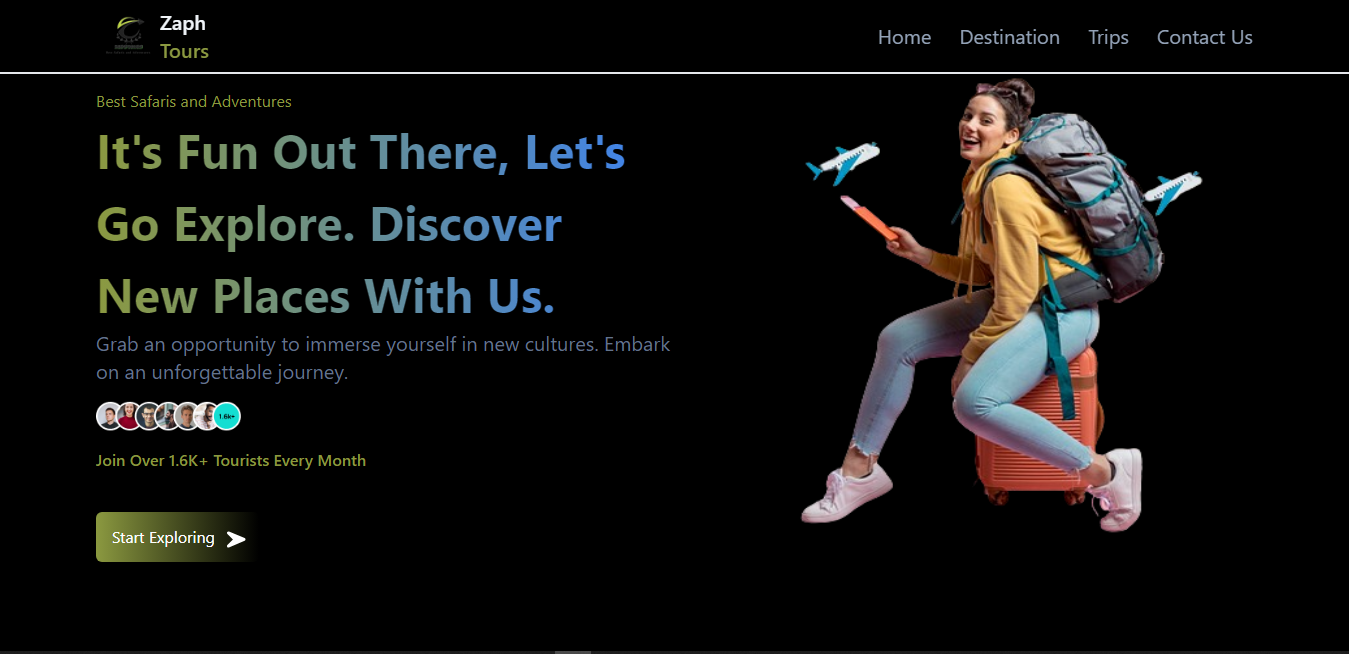 Zaph
Tours
Home Destination Trips Contact Us
Best Safaris and Adventures
It's Fun Out There, Let's
Go Explore. Discover
New Places With Us.
Grab an opportunity to immerse yourself in new cultures. Embark
on an unforgettable journey.
1.6k+
Join Over 1.6K+ Tourists Every Month
Start Exploring